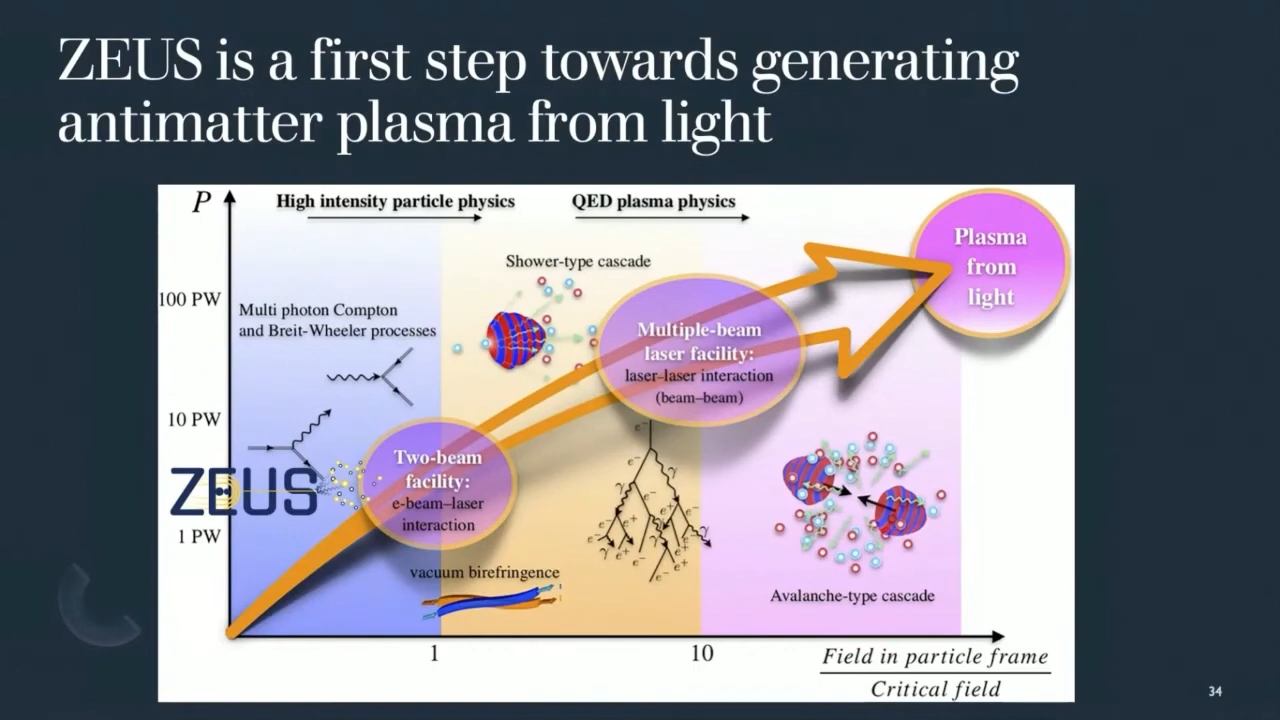 ZEUS is a first step towards generating
antimatter plasma from light
P
High intensity particle physics
QED plasma physics
Plasma
from
light
Shower-type cascade
100 PW
Multi photon Compton
and Breit-Wheeler processes
Multiple-beam
laser facility:
laser–laser interaction
(beam–beam)
10 PW
Two-beam
facility:
e-beam–laser
interaction
ZEUS
1 PW
e⁻
e⁻
γ
γ
e⁻
e⁻
e⁻
e⁺
e⁻
e⁺
γ
γ
γ
e⁺
e⁻
e⁺
e⁻
vacuum birefringence
Avalanche-type cascade
1
10
Field in particle frame
Critical field
34